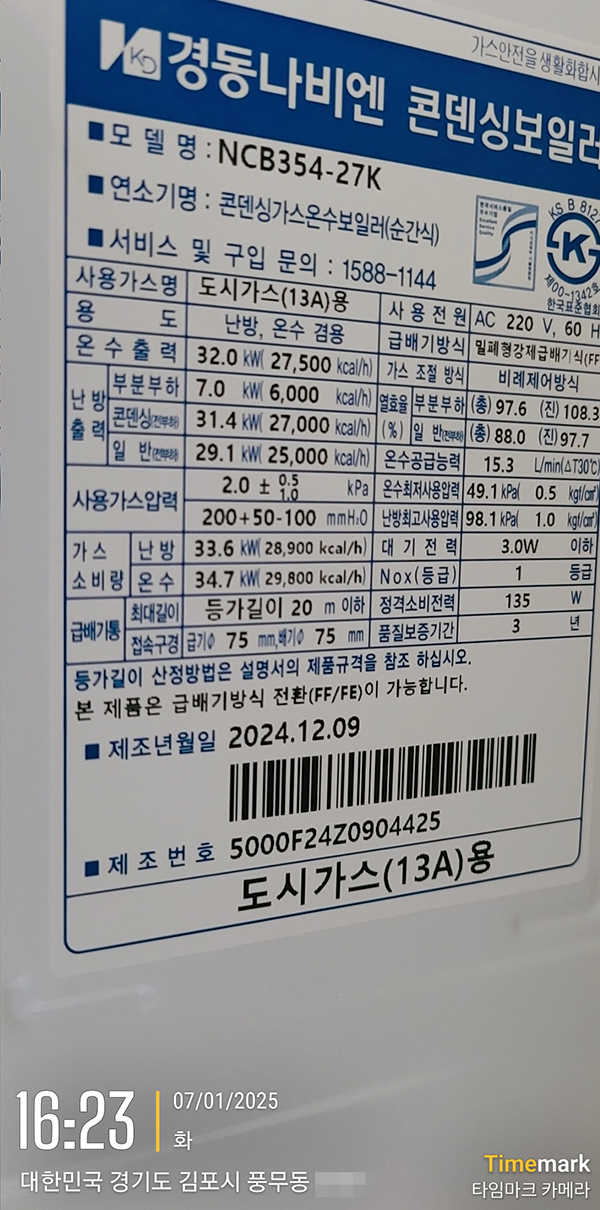 가스안전을 생활화합시
KD 경동나비엔 콘덴싱보일러
■모 델 명 : NCB354-27K
■연소기명 : 콘덴싱가스온수보일러(순간식)
■서비스 및 구입 문의 : 1588-1144
KS B 8127
K
제00-1342호
한국표준협회
사용가스명 도시가스(13A)용 사 용 전 원 AC 220 V, 60 H
용 도 난방, 온수 겸용 급배기방식 밀폐형강제급배기식(FF
온 수 출 력 32.0 kW( 27,500 kcal/h) 가스 조절 방식 비례제어방식
난 방 출 력 부분부하 7.0 kW( 6,000 kcal/h) 열효율 (%) 부분부하 (총) 97.6 (진) 108.3
콘덴싱(전부하) 31.4 kW( 27,000 kcal/h) 일 반(전부하) (총) 88.0 (진) 97.7
일 반(전부하) 29.1 kW( 25,000 kcal/h) 온수공급능력 15.3 L/min(△T30℃)
사용가스압력 2.0 ± 0.5 1.0 kPa 온수최저사용압력 49.1 kPa( 0.5 kgf/㎠)
200+50-100 mmH₂O 난방최고사용압력 98.1 kPa( 1.0 kgf/㎠)
가 스 소 비 량 난 방 33.6 kW( 28,900 kcal/h) 대 기 전 력 3.0W 이하
온 수 34.7 kW( 29,800 kcal/h) Nox(등급) 1 등급
급배기통 최대길이 등가길이 20 m 이하 정격소비전력 135 W
접속구경 급기∅ 75 mm,배기∅ 75 mm 품질보증기간 3 년
등가길이 산정방법은 설명서의 제품규격을 참조 하십시오.
본 제품은 급배기방식 전환(FF/FE)이 가능합니다.
■ 제조년월일 2024.12.09
■ 제 조 번 호 5000F24Z0904425
도시가스(13A)용
16:23
07/01/2025
화
대한민국 경기도 김포시 풍무동
Timemark
타임마크 카메라